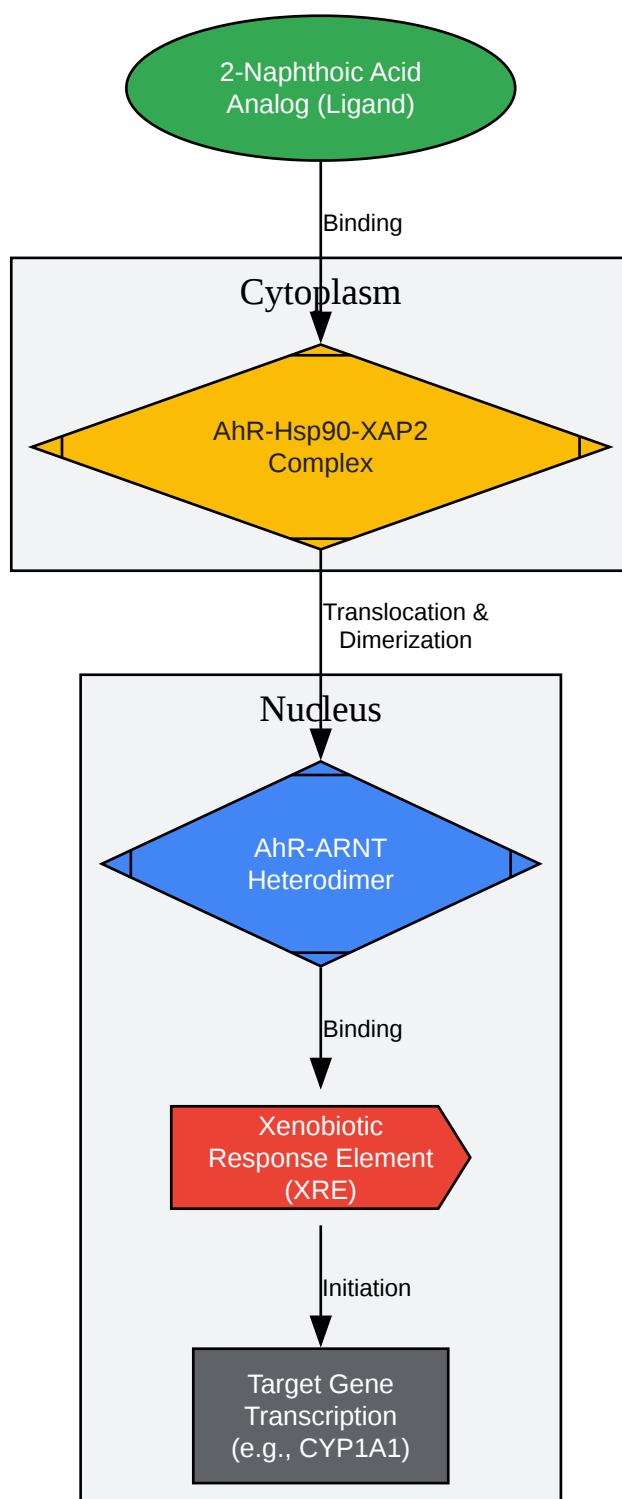 2-Naphthoic Acid
Analog (Ligand)
Binding
Cytoplasm
AhR-Hsp90-XAP2
Complex
Translocation &
Dimerization
Nucleus
AhR-ARNT
Heterodimer
Binding
Xenobiotic
Response Element
(XRE)
Initiation
Target Gene
Transcription
(e.g., CYP1A1)